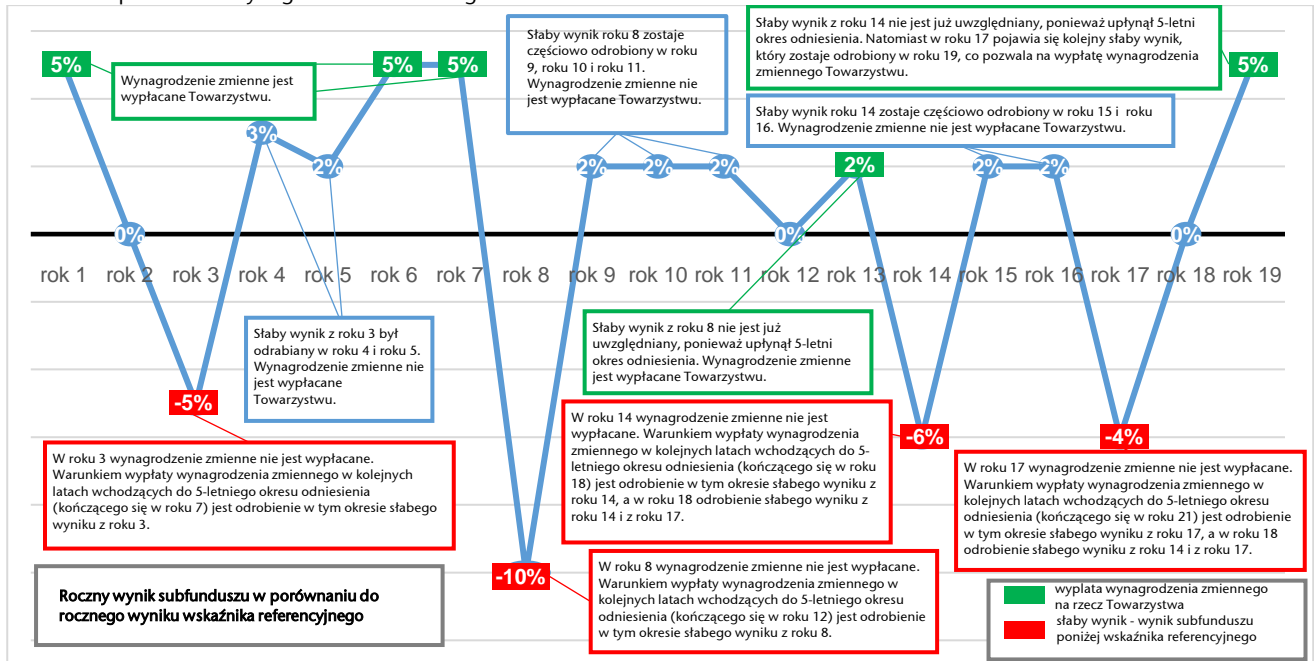 Słaby wynik z roku 14 nie jest już uwzględniany, ponieważ upłynął 5-letni
okres odniesienia. Natomiast w roku 17 pojawia się kolejny słaby wynik,
który zostaje odrobiony w roku 19, co pozwala na wypłatę wynagrodzenia
zmiennego Towarzystwu.
Słaby wynik roku 8 zostaje
częściowo odrobiony w roku
9, roku 10 i roku 11.
Wynagrodzenie zmienne nie
jest wypłacane Towarzystwu.
Wynagrodzenie zmienne jest
wypłacane Towarzystwu.
Słaby wynik roku 14 zostaje częściowo odrobiony w roku 15 i roku
16. Wynagrodzenie zmienne nie jest wypłacane Towarzystwu.
5%
0%
-5%
3%
2%
5%
5%
-10%
2%
2%
2%
0%
2%
-6%
2%
2%
-4%
0%
5%
rok 1 rok 2 rok 3 rok 4 rok 5 rok 6 rok 7 rok 8 rok 9 rok 10 rok 11 rok 12 rok 13 rok 14 rok 15 rok 16 rok 17 rok 18 rok 19
Słaby wynik z roku 3 był
odrabiany w roku 4 i roku 5.
Wynagrodzenie zmienne nie
jest wypłacane
Towarzystwu.
Słaby wynik z roku 8 nie jest już
uwzględniany, ponieważ upłynął 5-letni
okres odniesienia. Wynagrodzenie zmienne
jest wypłacane Towarzystwu.
W roku 3 wynagrodzenie zmienne nie jest wypłacane.
Warunkiem wypłaty wynagrodzenia zmiennego w kolejnych
latach wchodzących do 5-letniego okresu odniesienia
(kończącego się w roku 7) jest odrobienie w tym okresie słabego
wyniku z roku 3.
W roku 14 wynagrodzenie zmienne nie jest
wypłacane. Warunkiem wypłaty wynagrodzenia
zmiennego w kolejnych latach wchodzących do 5-
letniego okresu odniesienia (kończącego się w roku
18) jest odrobienie w tym okresie słabego wyniku z
roku 14, a w roku 18 odrobienie słabego wyniku z
roku 14 i z roku 17.
W roku 17 wynagrodzenie zmienne nie jest wypłacane.
Warunkiem wypłaty wynagrodzenia zmiennego w
kolejnych latach wchodzących do 5-letniego okresu
odniesienia (kończącego się w roku 21) jest odrobienie
w tym okresie słabego wyniku z roku 17, a w roku 18
odrobienie słabego wyniku z roku 14 i z roku 17.
W roku 8 wynagrodzenie zmienne nie jest wypłacane.
Warunkiem wypłaty wynagrodzenia zmiennego w
kolejnych latach wchodzących do 5-letniego okresu
odniesienia (kończącego się w roku 12) jest odrobienie
w tym okresie słabego wyniku z roku 8.
Roczny wynik subfunduszu w porównaniu do
rocznego wyniku wskaźnika referencyjnego
wypłata wynagrodzenia zmiennego
na rzecz Towarzystwa
słaby wynik - wynik subfunduszu
poniżej wskaźnika referencyjnego